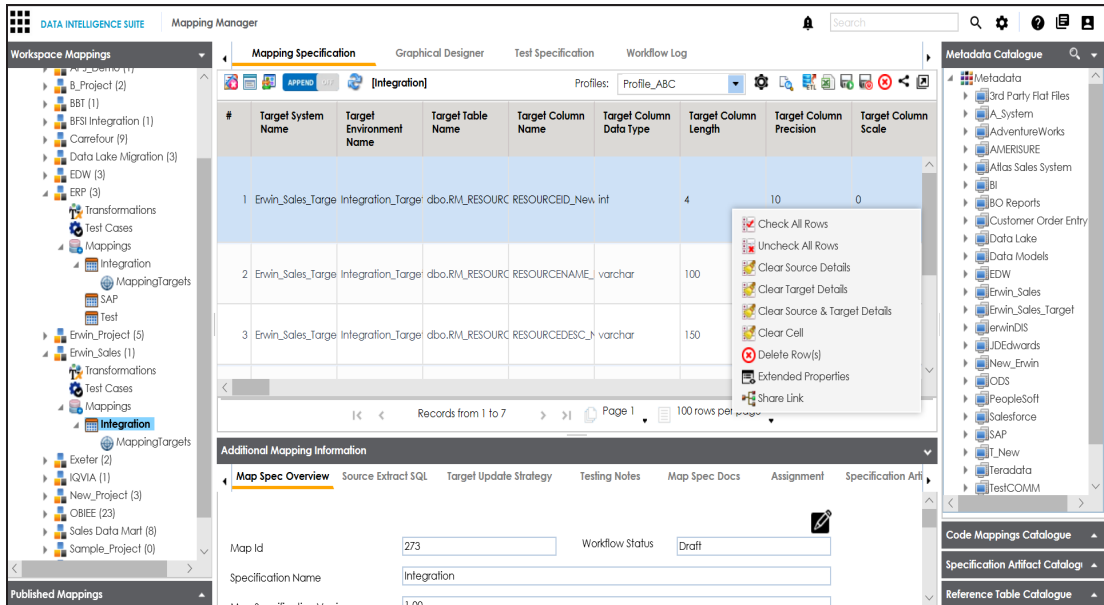 DATA INTELLIGENCE SUITE Mapping Manager Search
Workspace Mappings
B_Project (2)
BBT (1)
BFSI Integration (1)
Carrefour (9)
Data Lake Migration (3)
EDW (3)
ERP (3)
Transformations
Test Cases
Mappings
Integration
MappingTargets
SAP
Test
Erwin_Project (5)
Erwin_Sales (1)
Transformations
Test Cases
Mappings
Integration
MappingTargets
Exeter (2)
IQVIA (1)
New_Project (3)
OBIEE (23)
Sales Data Mart (8)
Sample_Project (0)
Published Mappings
Mapping Specification Graphical Designer Test Specification Workflow Log
APPEND [Integration] Profiles: Profile_ABC
# Target System Name Target Environment Name Target Table Name Target Column Name Target Column Data Type Target Column Length Target Column Precision Target Column Scale
1 Erwin_Sales_Targe Integration_Target dbo.RM_RESOURC RESOURCEID_New int 4 10 0
2 Erwin_Sales_Targe Integration_Target dbo.RM_RESOURC RESOURCENAME_ varchar 100
3 Erwin_Sales_Targe Integration_Target dbo.RM_RESOURC RESOURCEDESC_N varchar 150
Check All Rows
Uncheck All Rows
Clear Source Details
Clear Target Details
Clear Source & Target Details
Clear Cell
Delete Row(s)
Extended Properties
Share Link
Records from 1 to 7 Page 1 100 rows per page
Additional Mapping Information
Map Spec Overview Source Extract SQL Target Update Strategy Testing Notes Map Spec Docs Assignment Specification Arti
Map Id 273 Workflow Status Draft
Specification Name Integration
1.00
Metadata Catalogue
Metadata
3rd Party Flat Files
A_System
AdventureWorks
AMERISURE
Atlas Sales System
BI
BO Reports
Customer Order Entry
Data Lake
Data Models
EDW
Erwin_Sales
Erwin_Sales_Target
erwinDIS
JDEdwards
New_Erwin
ODS
PeopleSoft
Salesforce
SAP
T_New
Teradata
TestCOMM
Code Mappings Catalogue
Specification Artifact Catalogu
Reference Table Catalogue